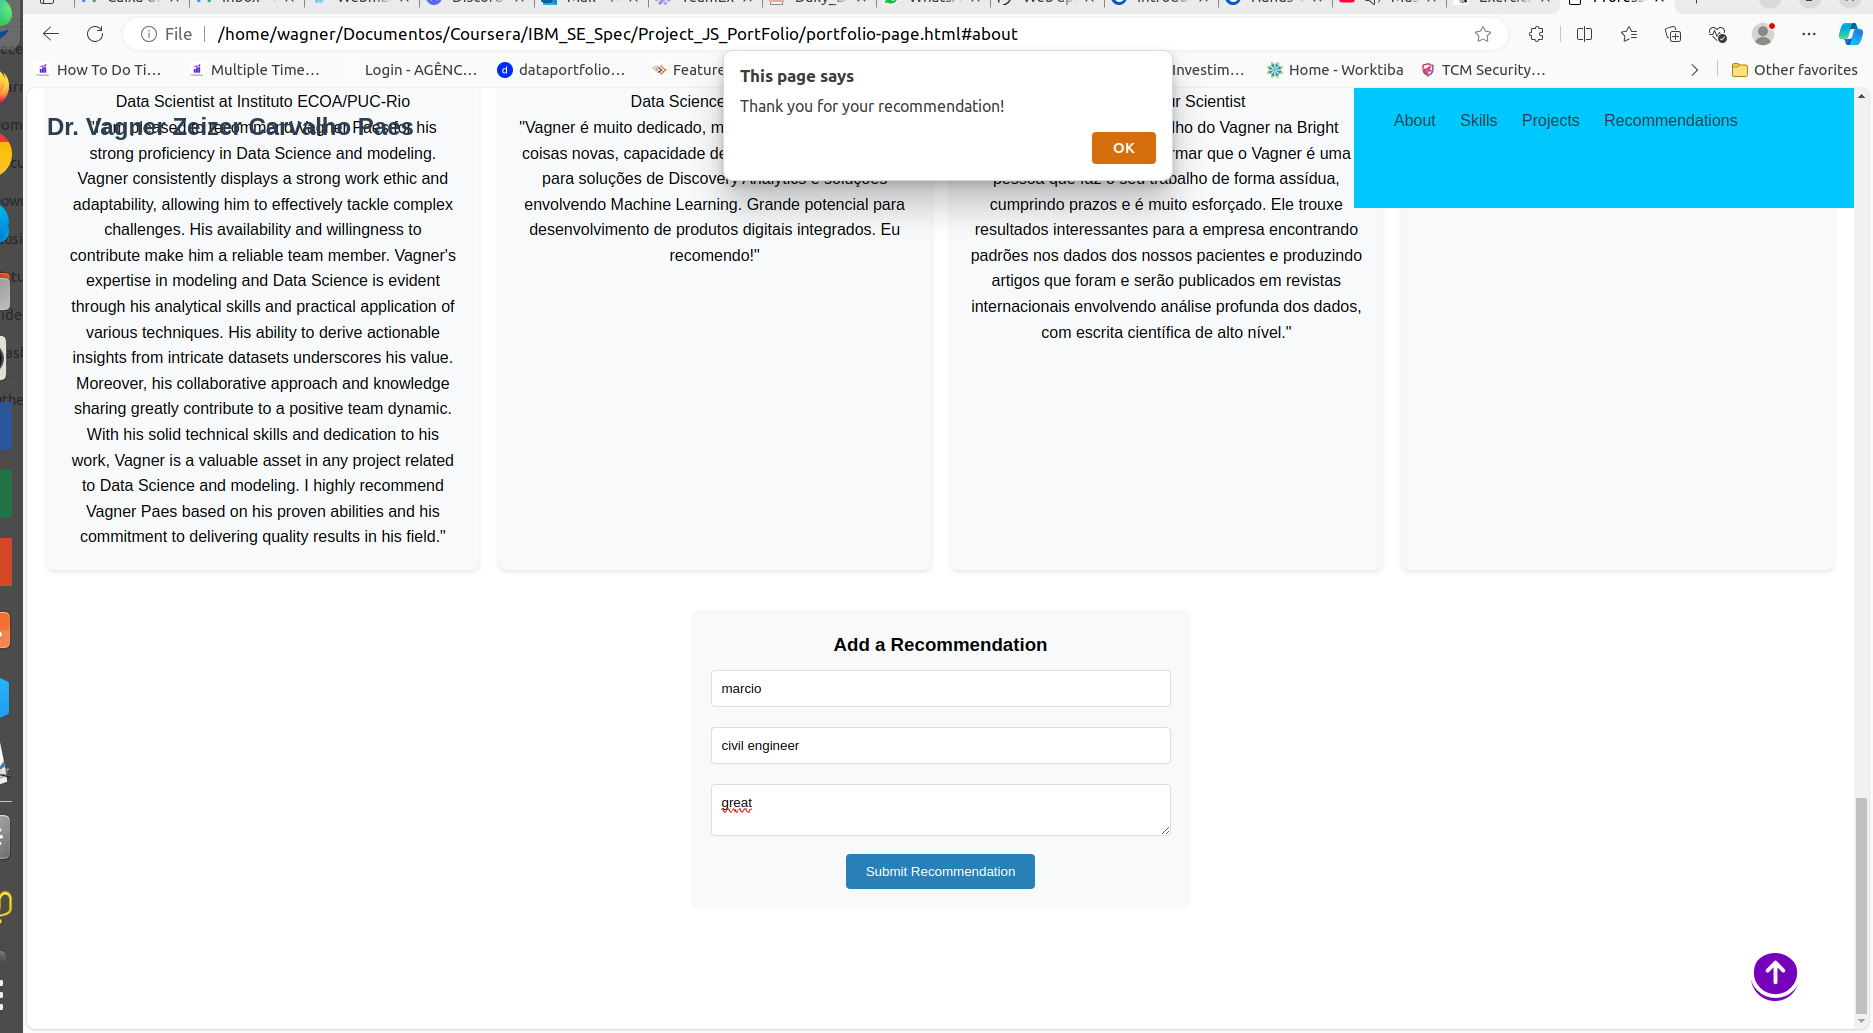 File
/home/wagner/Documentos/Coursera/IBM_SE_Spec/Project_JS_PortFolio/portfolio-page.html#about
How To Do Ti…
Multiple Time…
Login - AGÊNC…
dataportfolio…
Feature
Investim…
Home - Worktiba
TCM Security…
Other favorites
This page says
Thank you for your recommendation!
OK
Dr. Vagner Zeizer Carvalho Paes
About
Skills
Projects
Recommendations
Data Scientist at Instituto ECOA/PUC-Rio
pleased to recommend Vagner Paes for his
strong proficiency in Data Science and modeling.
Vagner consistently displays a strong work ethic and
adaptability, allowing him to effectively tackle complex
challenges. His availability and willingness to
contribute make him a reliable team member. Vagner's
expertise in modeling and Data Science is evident
through his analytical skills and practical application of
various techniques. His ability to derive actionable
insights from intricate datasets underscores his value.
Moreover, his collaborative approach and knowledge
sharing greatly contribute to a positive team dynamic.
With his solid technical skills and dedication to his
work, Vagner is a valuable asset in any project related
to Data Science and modeling. I highly recommend
Vagner Paes based on his proven abilities and his
commitment to delivering quality results in his field."
Data Science
"Vagner é muito dedicado, m
coisas novas, capacidade de
para soluções de Discovery Analytics e soluções
envolvendo Machine Learning. Grande potencial para
desenvolvimento de produtos digitais integrados. Eu
recomendo!"
r Scientist
lho do Vagner na Bright
rmar que o Vagner é uma
pessoa que faz o seu trabalho de forma assídua,
cumprindo prazos e é muito esforçado. Ele trouxe
resultados interessantes para a empresa encontrando
padrões nos dados dos nossos pacientes e produzindo
artigos que foram e serão publicados em revistas
internacionais envolvendo análise profunda dos dados,
com escrita científica de alto nível."
Add a Recommendation
marcio
civil engineer
great
Submit Recommendation